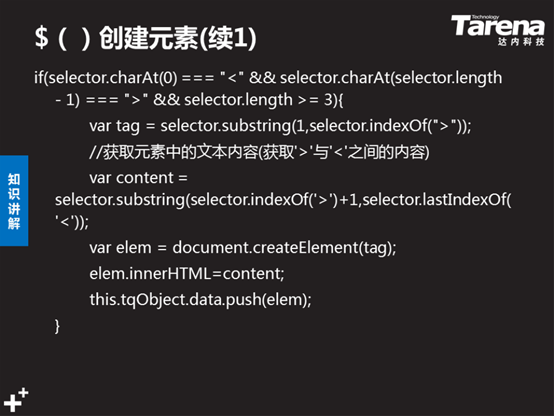 $（ ）创建元素(续1)
Technology
Tarena
达内科技
if(selector.charAt(0) === "<" && selector.charAt(selector.length
- 1) === ">" && selector.length >= 3){
var tag = selector.substring(1,selector.indexOf(">"));
//获取元素中的文本内容(获取'>'与'<'之间的内容)
var content =
selector.substring(selector.indexOf('>')+1,selector.lastIndexOf(
'<'));
var elem = document.createElement(tag);
elem.innerHTML=content;
this.tqObject.data.push(elem);
}
知识讲解